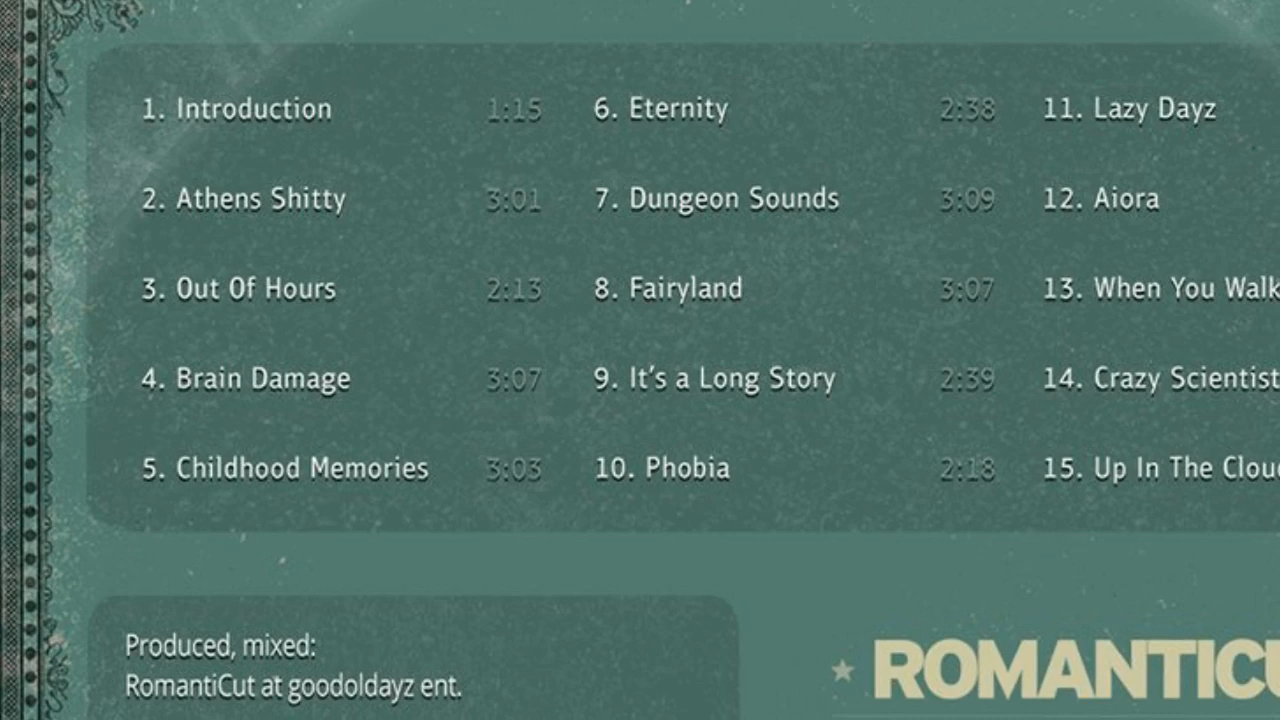 1. Introduction 1:15
2. Athens Shitty 3:01
3. Out Of Hours 2:13
4. Brain Damage 3:07
5. Childhood Memories 3:03
6. Eternity 2:38
7. Dungeon Sounds 3:09
8. Fairyland 3:07
9. It's a Long Story 2:39
10. Phobia 2:18
11. Lazy Dayz
12. Aiora
13. When You Walk
14. Crazy Scientist
15. Up In The Clou
Produced, mixed:
RomantiCut at goodoldayz ent.
ROMANTICU